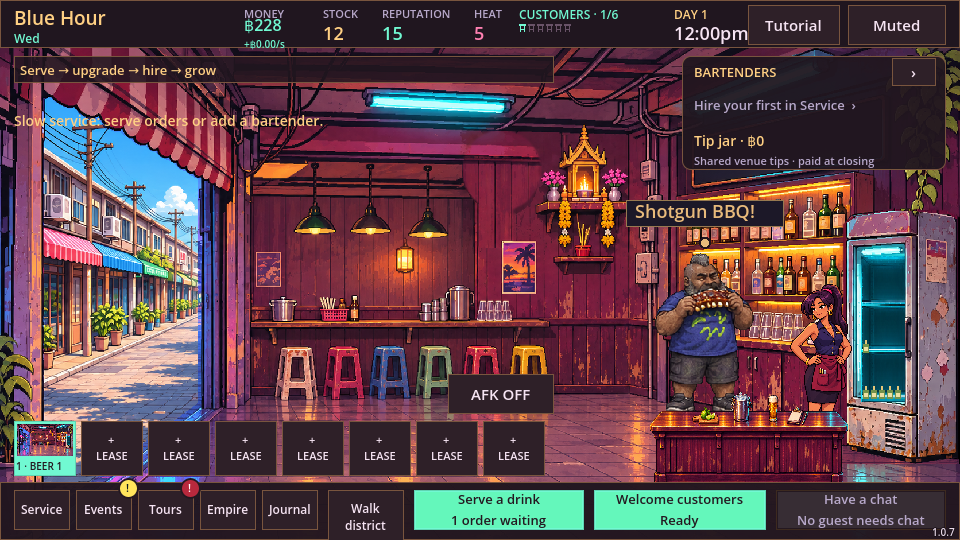 Blue Hour
Wed
MONEY
฿228
+฿0.00/s
STOCK
12
REPUTATION
15
HEAT
5
CUSTOMERS · 1/6
DAY 1
12:00pm
Tutorial
Muted
Serve → upgrade → hire → grow
Slow service: serve orders or add a bartender.
BARTENDERS
›
Hire your first in Service ›
Tip jar · ฿0
Shared venue tips · paid at closing
Shotgun BBQ!
AFK OFF
1 · BEER 1
+
LEASE
+
LEASE
+
LEASE
+
LEASE
+
LEASE
+
LEASE
+
LEASE
Service
Events
!
Tours
!
Empire
Journal
Walk
district
Serve a drink
1 order waiting
Welcome customers
Ready
Have a chat
No guest needs chat
1.0.7